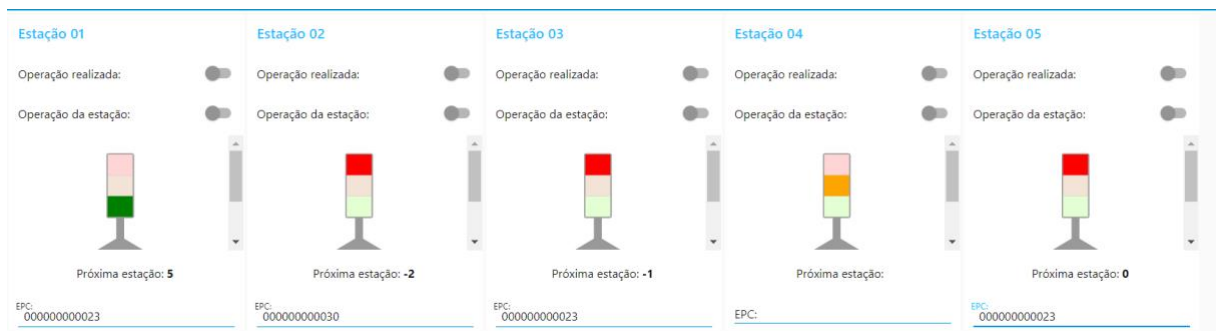 Estação 01
Operação realizada:
Operação da estação:
Próxima estação: 5
EPC:
000000000023
Estação 02
Operação realizada:
Operação da estação:
Próxima estação: -2
EPC:
000000000030
Estação 03
Operação realizada:
Operação da estação:
Próxima estação: -1
EPC:
000000000023
Estação 04
Operação realizada:
Operação da estação:
Próxima estação:
EPC:
Estação 05
Operação realizada:
Operação da estação:
Próxima estação: 0
EPC:
000000000023